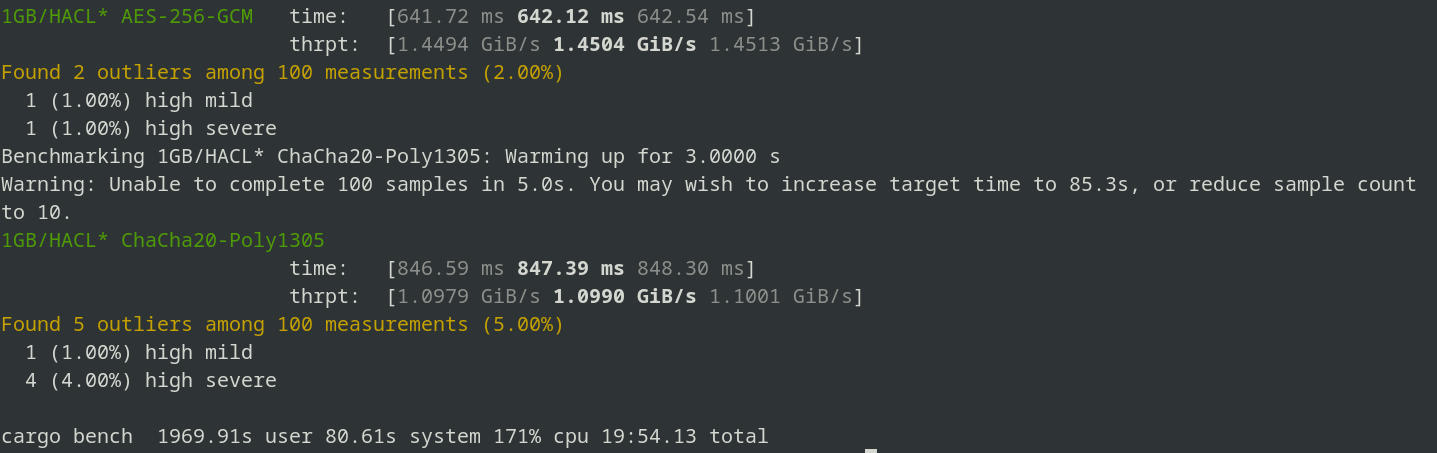 1GB/HACL* AES-256-GCM   time:   [641.72 ms 642.12 ms 642.54 ms]
                        thrpt:  [1.4494 GiB/s 1.4504 GiB/s 1.4513 GiB/s]
Found 2 outliers among 100 measurements (2.00%)
  1 (1.00%) high mild
  1 (1.00%) high severe
Benchmarking 1GB/HACL* ChaCha20-Poly1305: Warming up for 3.0000 s
Warning: Unable to complete 100 samples in 5.0s. You may wish to increase target time to 85.3s, or reduce sample count
to 10.
1GB/HACL* ChaCha20-Poly1305
                        time:   [846.59 ms 847.39 ms 848.30 ms]
                        thrpt:  [1.0979 GiB/s 1.0990 GiB/s 1.1001 GiB/s]
Found 5 outliers among 100 measurements (5.00%)
  1 (1.00%) high mild
  4 (4.00%) high severe
cargo bench  1969.91s user 80.61s system 171% cpu 19:54.13 total